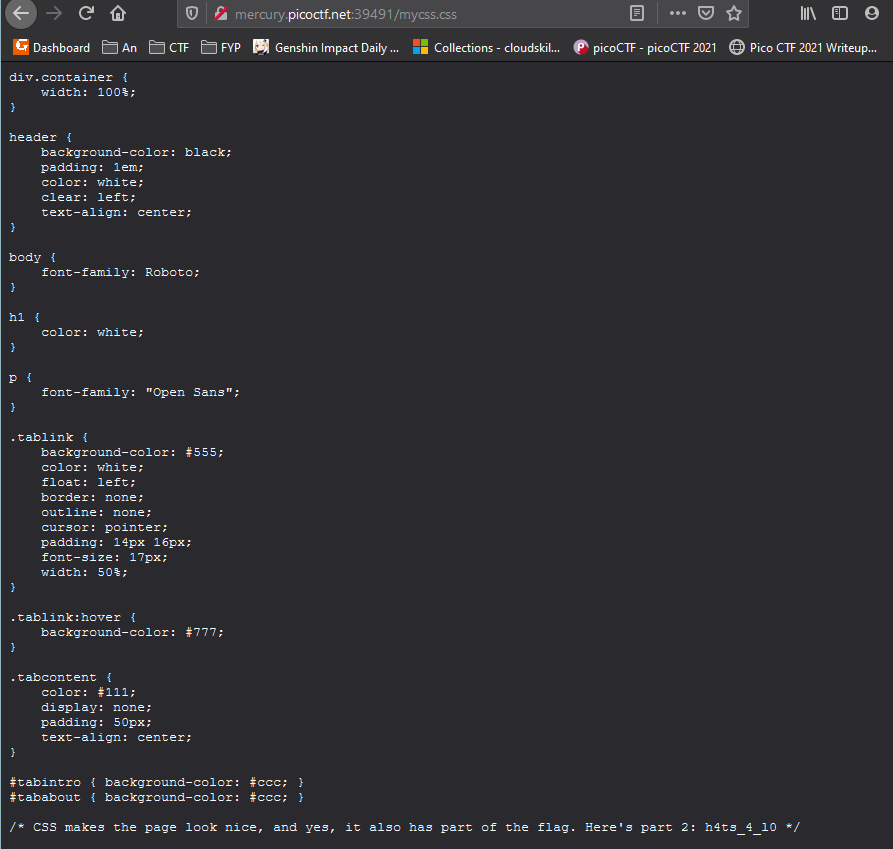 mercury.picoctf.net:39491/mycss.css
Dashboard An CTF FYP Genshin Impact Daily ... Collections - cloudskil... picoCTF - picoCTF 2021 Pico CTF 2021 Writeup...
div.container {
    width: 100%;
}
header {
    background-color: black;
    padding: 1em;
    color: white;
    clear: left;
    text-align: center;
}
body {
    font-family: Roboto;
}
h1 {
    color: white;
}
p {
    font-family: "Open Sans";
}
.tablink {
    background-color: #555;
    color: white;
    float: left;
    border: none;
    outline: none;
    cursor: pointer;
    padding: 14px 16px;
    font-size: 17px;
    width: 50%;
}
.tablink:hover {
    background-color: #777;
}
.tabcontent {
    color: #111;
    display: none;
    padding: 50px;
    text-align: center;
}
#tabintro { background-color: #ccc; }
#tababout { background-color: #ccc; }
/* CSS makes the page look nice, and yes, it also has part of the flag. Here's part 2: h4ts_4_l0 */